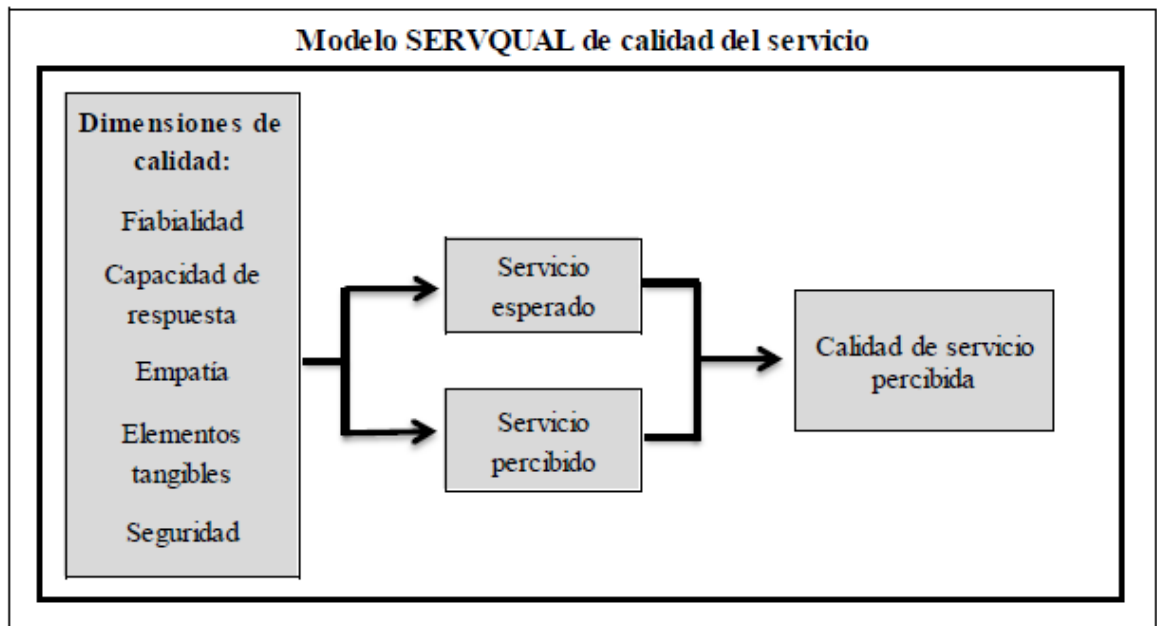 Modelo SERVQUAL de calidad del servicio
Dimensiones de
calidad:
Fiabialidad
Capacidad de
respuesta
Empatía
Elementos
tangibles
Seguridad
Servicio
esperado
Servicio
percibido
Calidad de servicio
percibida